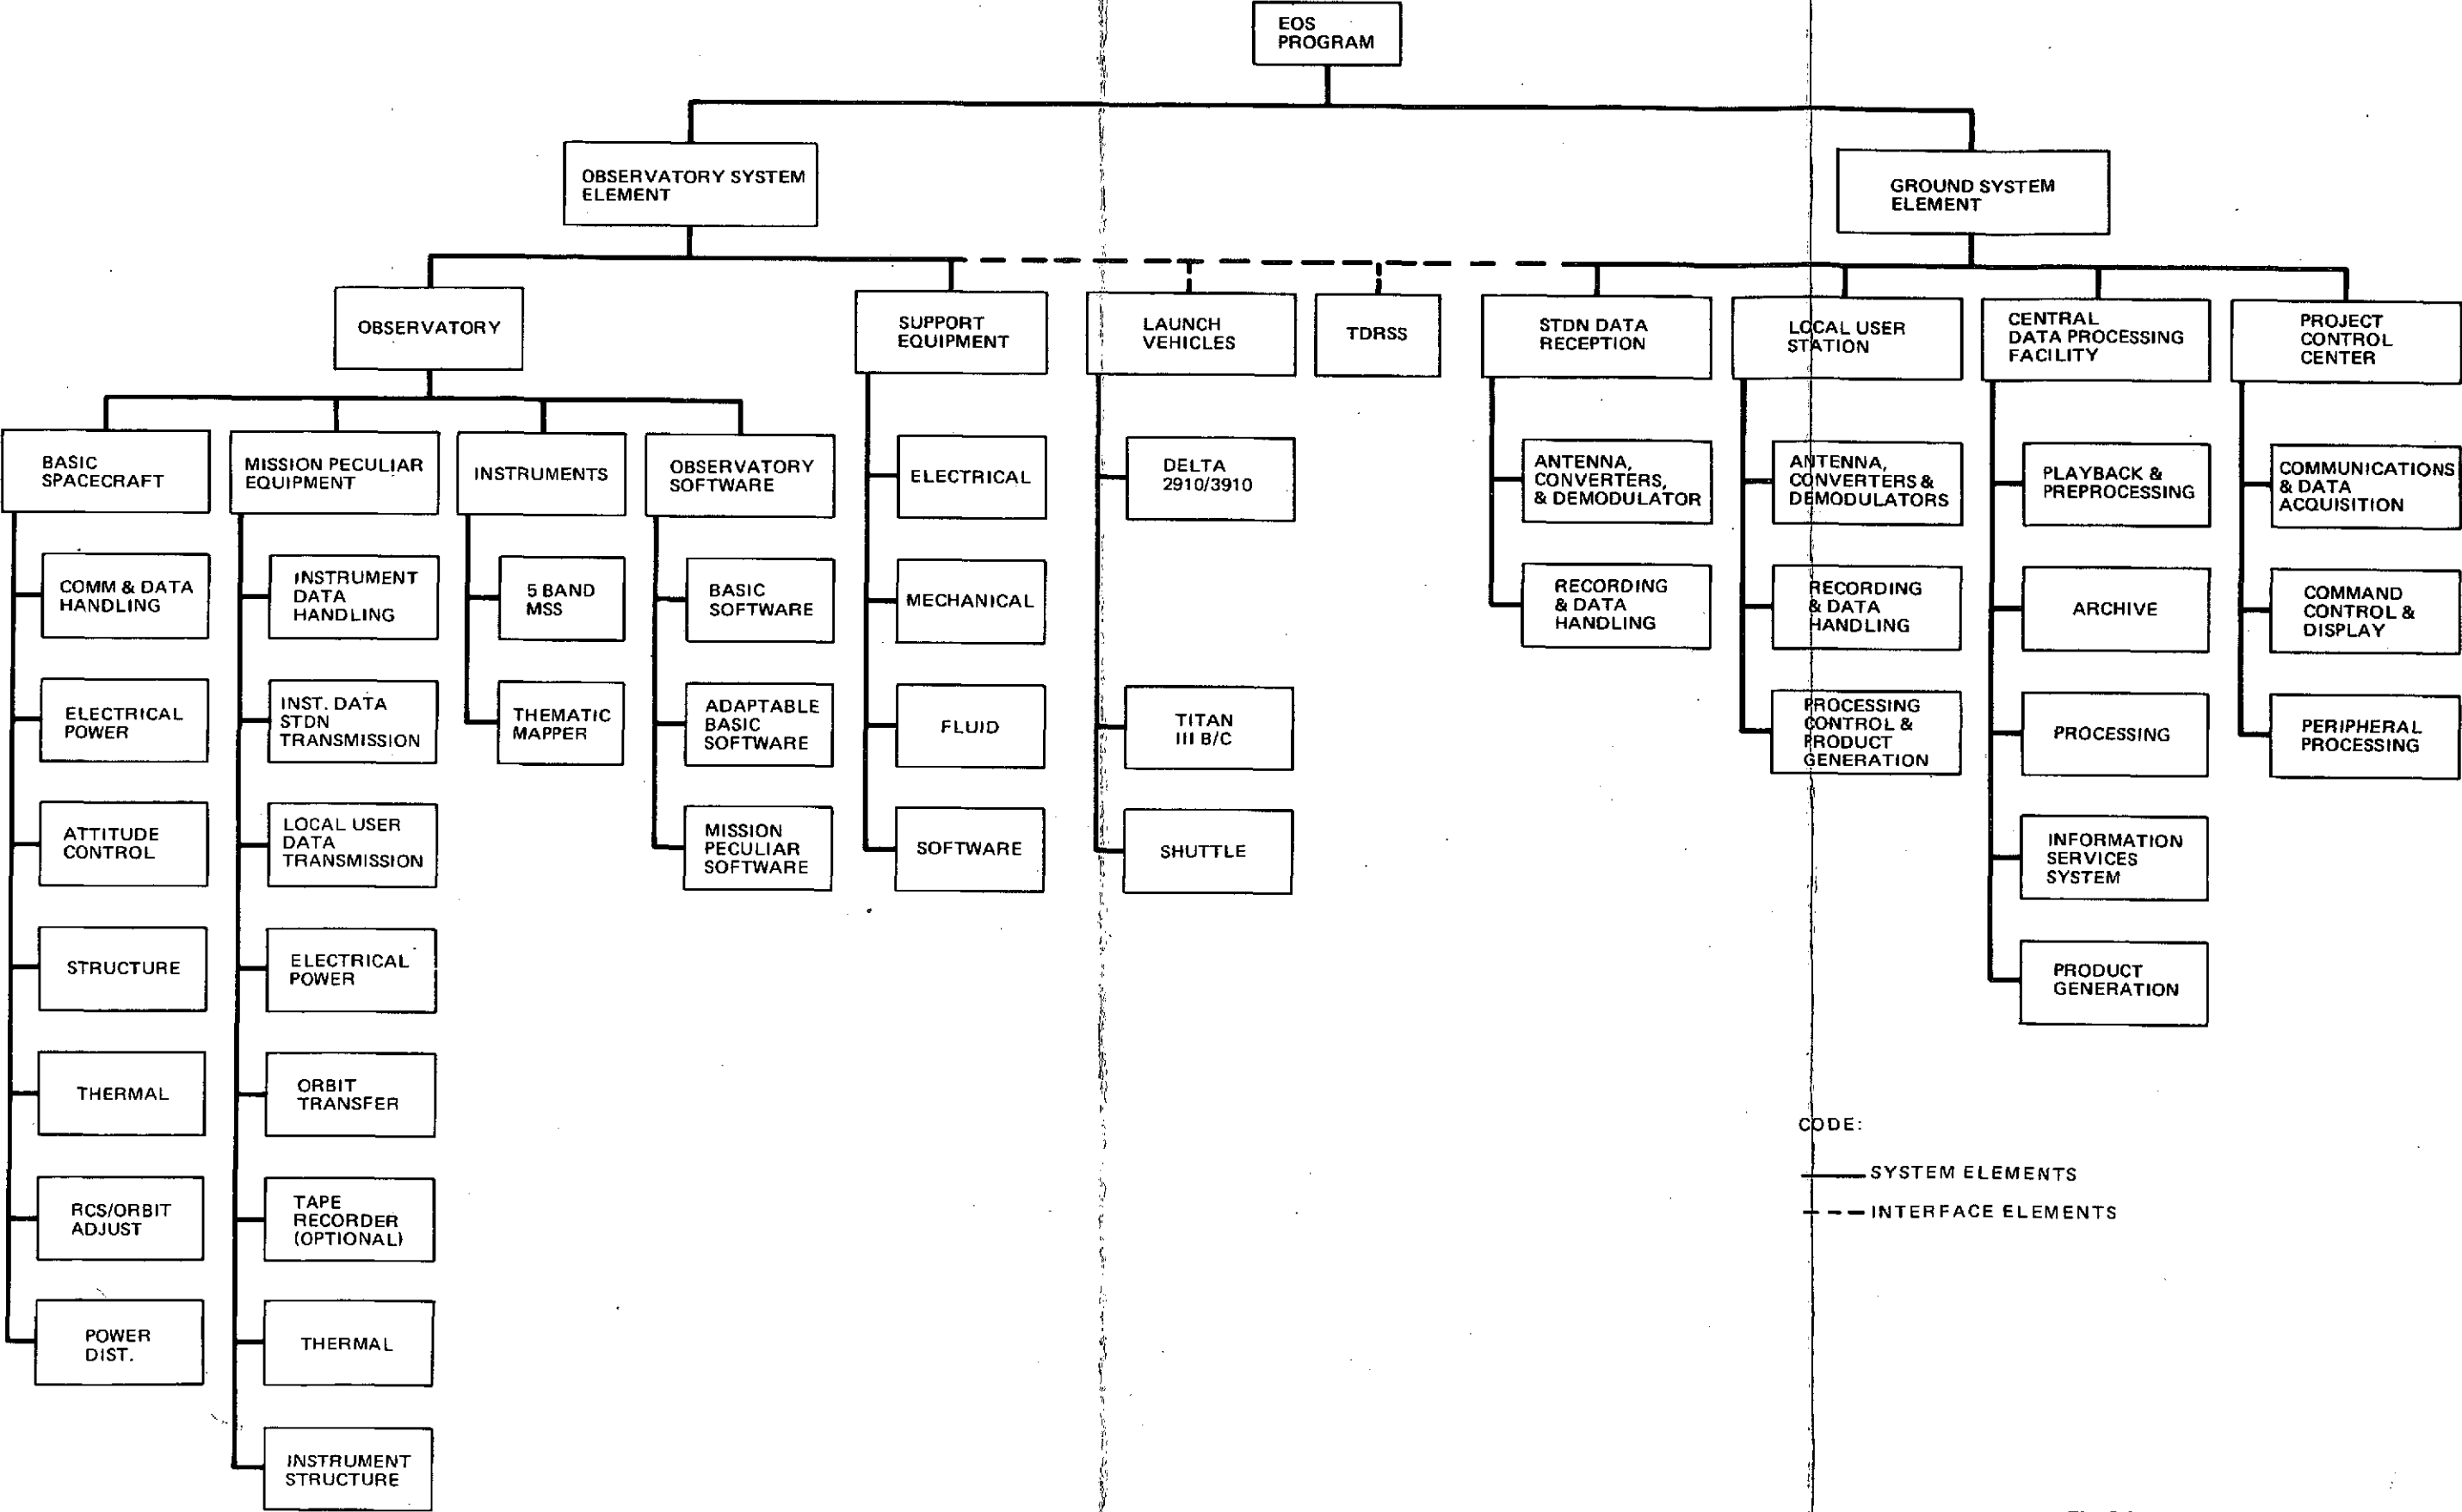 EOS
PROGRAM
OBSERVATORY SYSTEM
ELEMENT
GROUND SYSTEM
ELEMENT
OBSERVATORY
SUPPORT
EQUIPMENT
LAUNCH
VEHICLES
TDRSS
STDN DATA
RECEPTION
LOCAL USER
STATION
CENTRAL
DATA PROCESSING
FACILITY
PROJECT
CONTROL
CENTER
BASIC
SPACECRAFT
MISSION PECULIAR
EQUIPMENT
INSTRUMENTS
OBSERVATORY
SOFTWARE
COMM & DATA
HANDLING
ELECTRICAL
POWER
ATTITUDE
CONTROL
STRUCTURE
THERMAL
RCS/ORBIT
ADJUST
POWER
DIST.
INSTRUMENT
DATA
HANDLING
INST. DATA
STDN
TRANSMISSION
LOCAL USER
DATA
TRANSMISSION
ELECTRICAL
POWER
ORBIT
TRANSFER
TAPE
RECORDER
(OPTIONAL)
THERMAL
INSTRUMENT
STRUCTURE
5 BAND
MSS
THEMATIC
MAPPER
BASIC
SOFTWARE
ADAPTABLE
BASIC
SOFTWARE
MISSION
PECULIAR
SOFTWARE
ELECTRICAL
MECHANICAL
FLUID
SOFTWARE
DELTA
2910/3910
TITAN
III B/C
SHUTTLE
ANTENNA,
CONVERTERS,
& DEMODULATOR
RECORDING
& DATA
HANDLING
ANTENNA,
CONVERTERS &
DEMODULATORS
RECORDING
& DATA
HANDLING
PROCESSING
CONTROL &
PRODUCT
GENERATION
PLAYBACK &
PREPROCESSING
ARCHIVE
PROCESSING
INFORMATION
SERVICES
SYSTEM
PRODUCT
GENERATION
COMMUNICATIONS
& DATA
ACQUISITION
COMMAND
CONTROL &
DISPLAY
PERIPHERAL
PROCESSING
CODE:
SYSTEM ELEMENTS
INTERFACE ELEMENTS